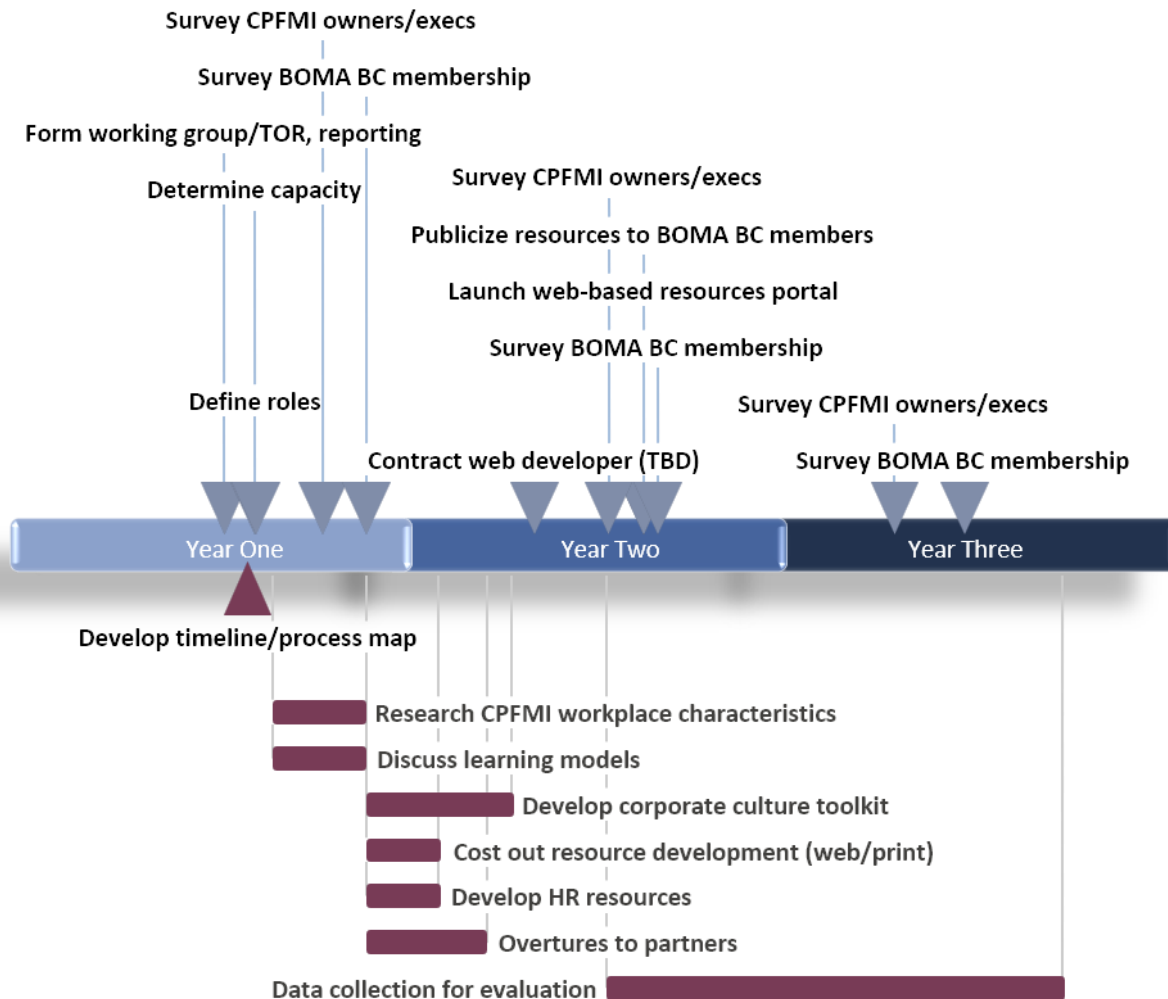 Survey CPFMI owners/execs
Survey BOMA BC membership
Form working group/TOR, reporting
Determine capacity
Survey CPFMI owners/execs
Publicize resources to BOMA BC members
Launch web-based resources portal
Survey BOMA BC membership
Define roles
Survey CPFMI owners/execs
Contract web developer (TBD)
Survey BOMA BC membership
Year One
Year Two
Year Three
Develop timeline/process map
Research CPFMI workplace characteristics
Discuss learning models
Develop corporate culture toolkit
Cost out resource development (web/print)
Develop HR resources
Overtures to partners
Data collection for evaluation